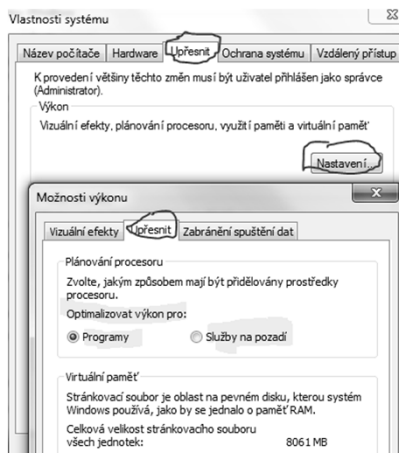 Vlastnosti systému
Název počítače Hardware Upřesnit Ochrana systému Vzdálený přístup
K provedení většiny těchto změn musí být uživatel přihlášen jako správce
(Administrator).
Výkon
Vizuální efekty, plánování procesoru, využití paměti a virtuální paměť
Nastavení...
Možnosti výkonu
Vizuální efekty Upřesnit Zabránění spuštění dat
Plánování procesoru
Zvolte, jakým způsobem mají být přidělovány prostředky
procesoru.
Optimalizovat výkon pro:
Programy Služby na pozadí
Virtuální paměť
Stránkovací soubor je oblast na pevném disku, kterou systém
Windows používá, jako by se jednalo o paměť RAM.
Celková velikost stránkovacího souboru
všech jednotek: 8061 MB